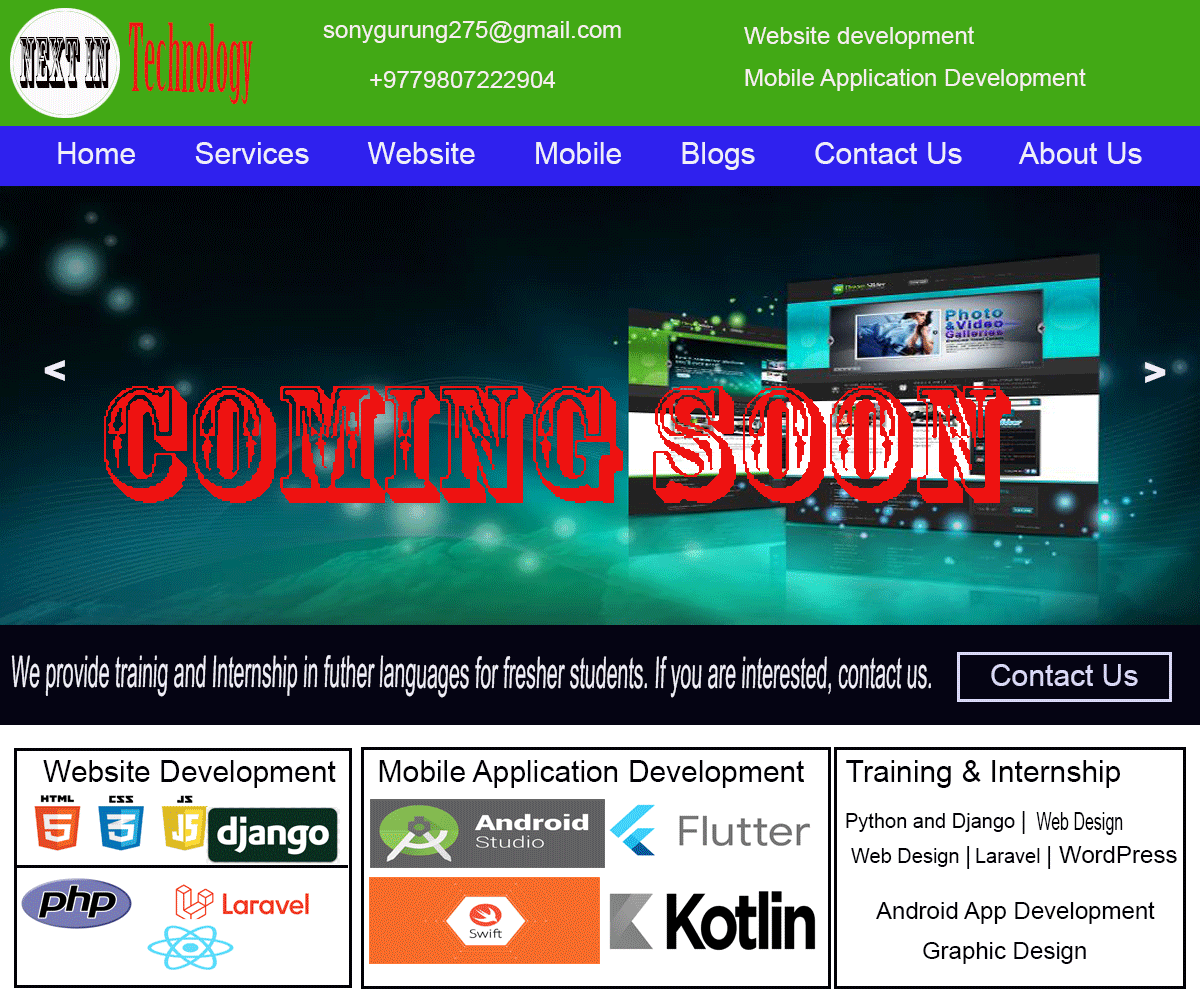 NEXT IN Technology
sonygurung275@gmail.com
+9779807222904
Website development
Mobile Application Development
Home Services Website Mobile Blogs Contact Us About Us
Photo
&Video
Galleries
< >
COMING SOON
We provide trainig and Internship in futher languages for fresher students. If you are interested, contact us.
Contact Us
Website Development
HTML CSS JS
5 3 JS django
php Laravel
Mobile Application Development
Android
Studio
Flutter
Swift
Kotlin
Training & Internship
Python and Django | Web Design
Web Design | Laravel | WordPress
Android App Development
Graphic Design